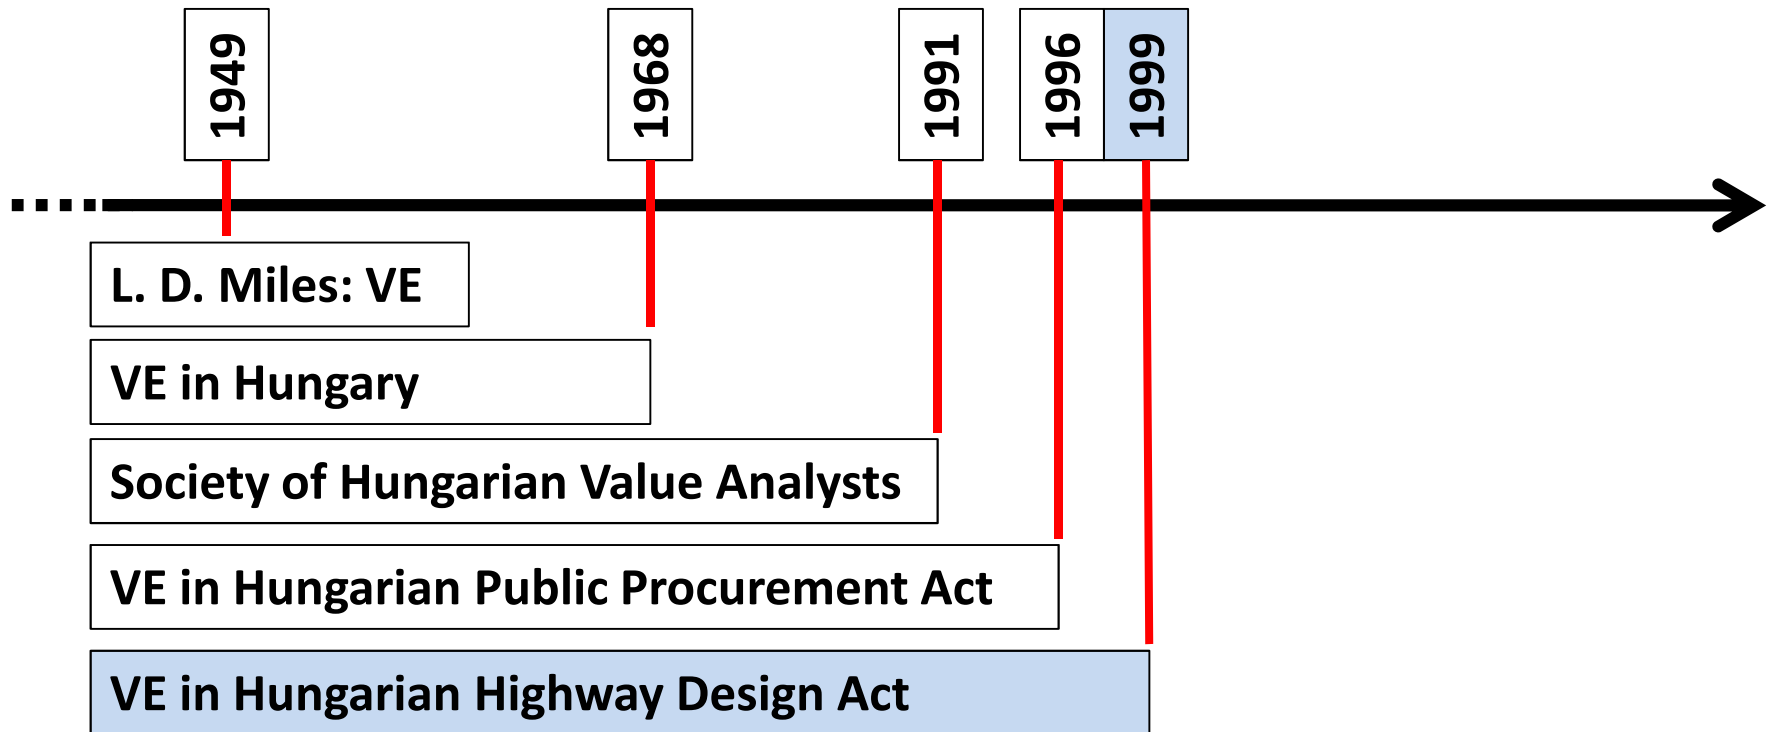 1949
1968
1991
1996
1999
L. D. Miles: VE
VE in Hungary
Society of Hungarian Value Analysts
VE in Hungarian Public Procurement Act
VE in Hungarian Highway Design Act